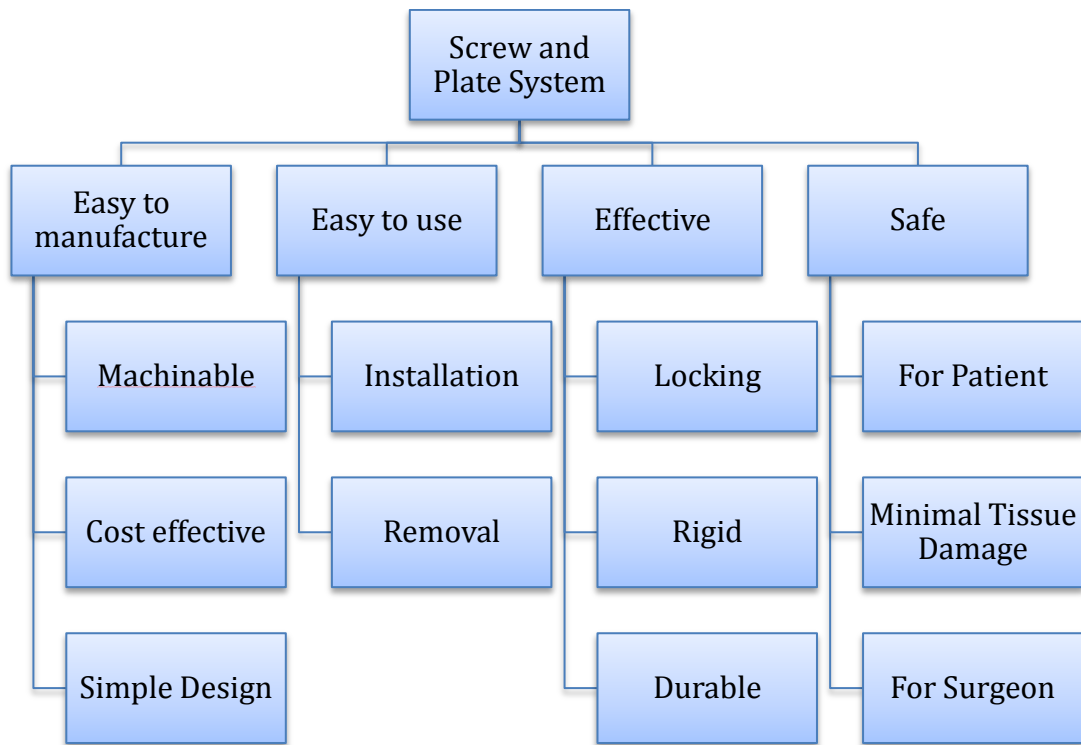 Screw and
Plate System
Easy to
manufacture
Easy to use
Effective
Safe
Machinable
Installation
Locking
For Patient
Cost effective
Removal
Rigid
Minimal Tissue
Damage
Simple Design
Durable
For Surgeon